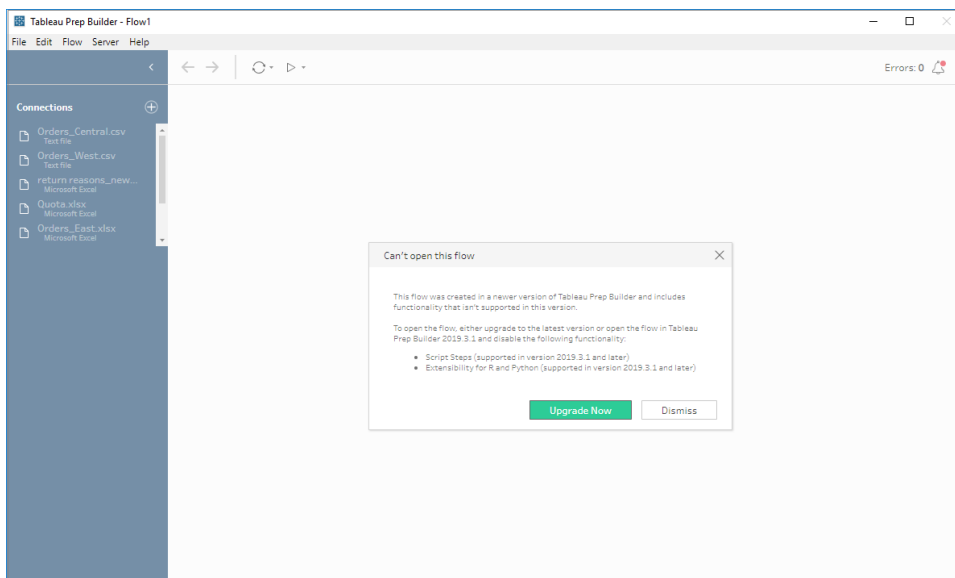 Tableau Prep Builder - Flow1
File Edit Flow Server Help
Errors: 0
Connections
Orders_Central.csv
Text file
Orders_West.csv
Text file
return reasons_new...
Microsoft Excel
Quota.xlsx
Microsoft Excel
Orders_East.xlsx
Microsoft Excel
Can't open this flow
This flow was created in a newer version of Tableau Prep Builder and includes
functionality that isn't supported in this version.
To open the flow, either upgrade to the latest version or open the flow in Tableau
Prep Builder 2019.3.1 and disable the following functionality:
• Script Steps (supported in version 2019.3.1 and later)
• Extensibility for R and Python (supported in version 2019.3.1 and later)
Upgrade Now Dismiss